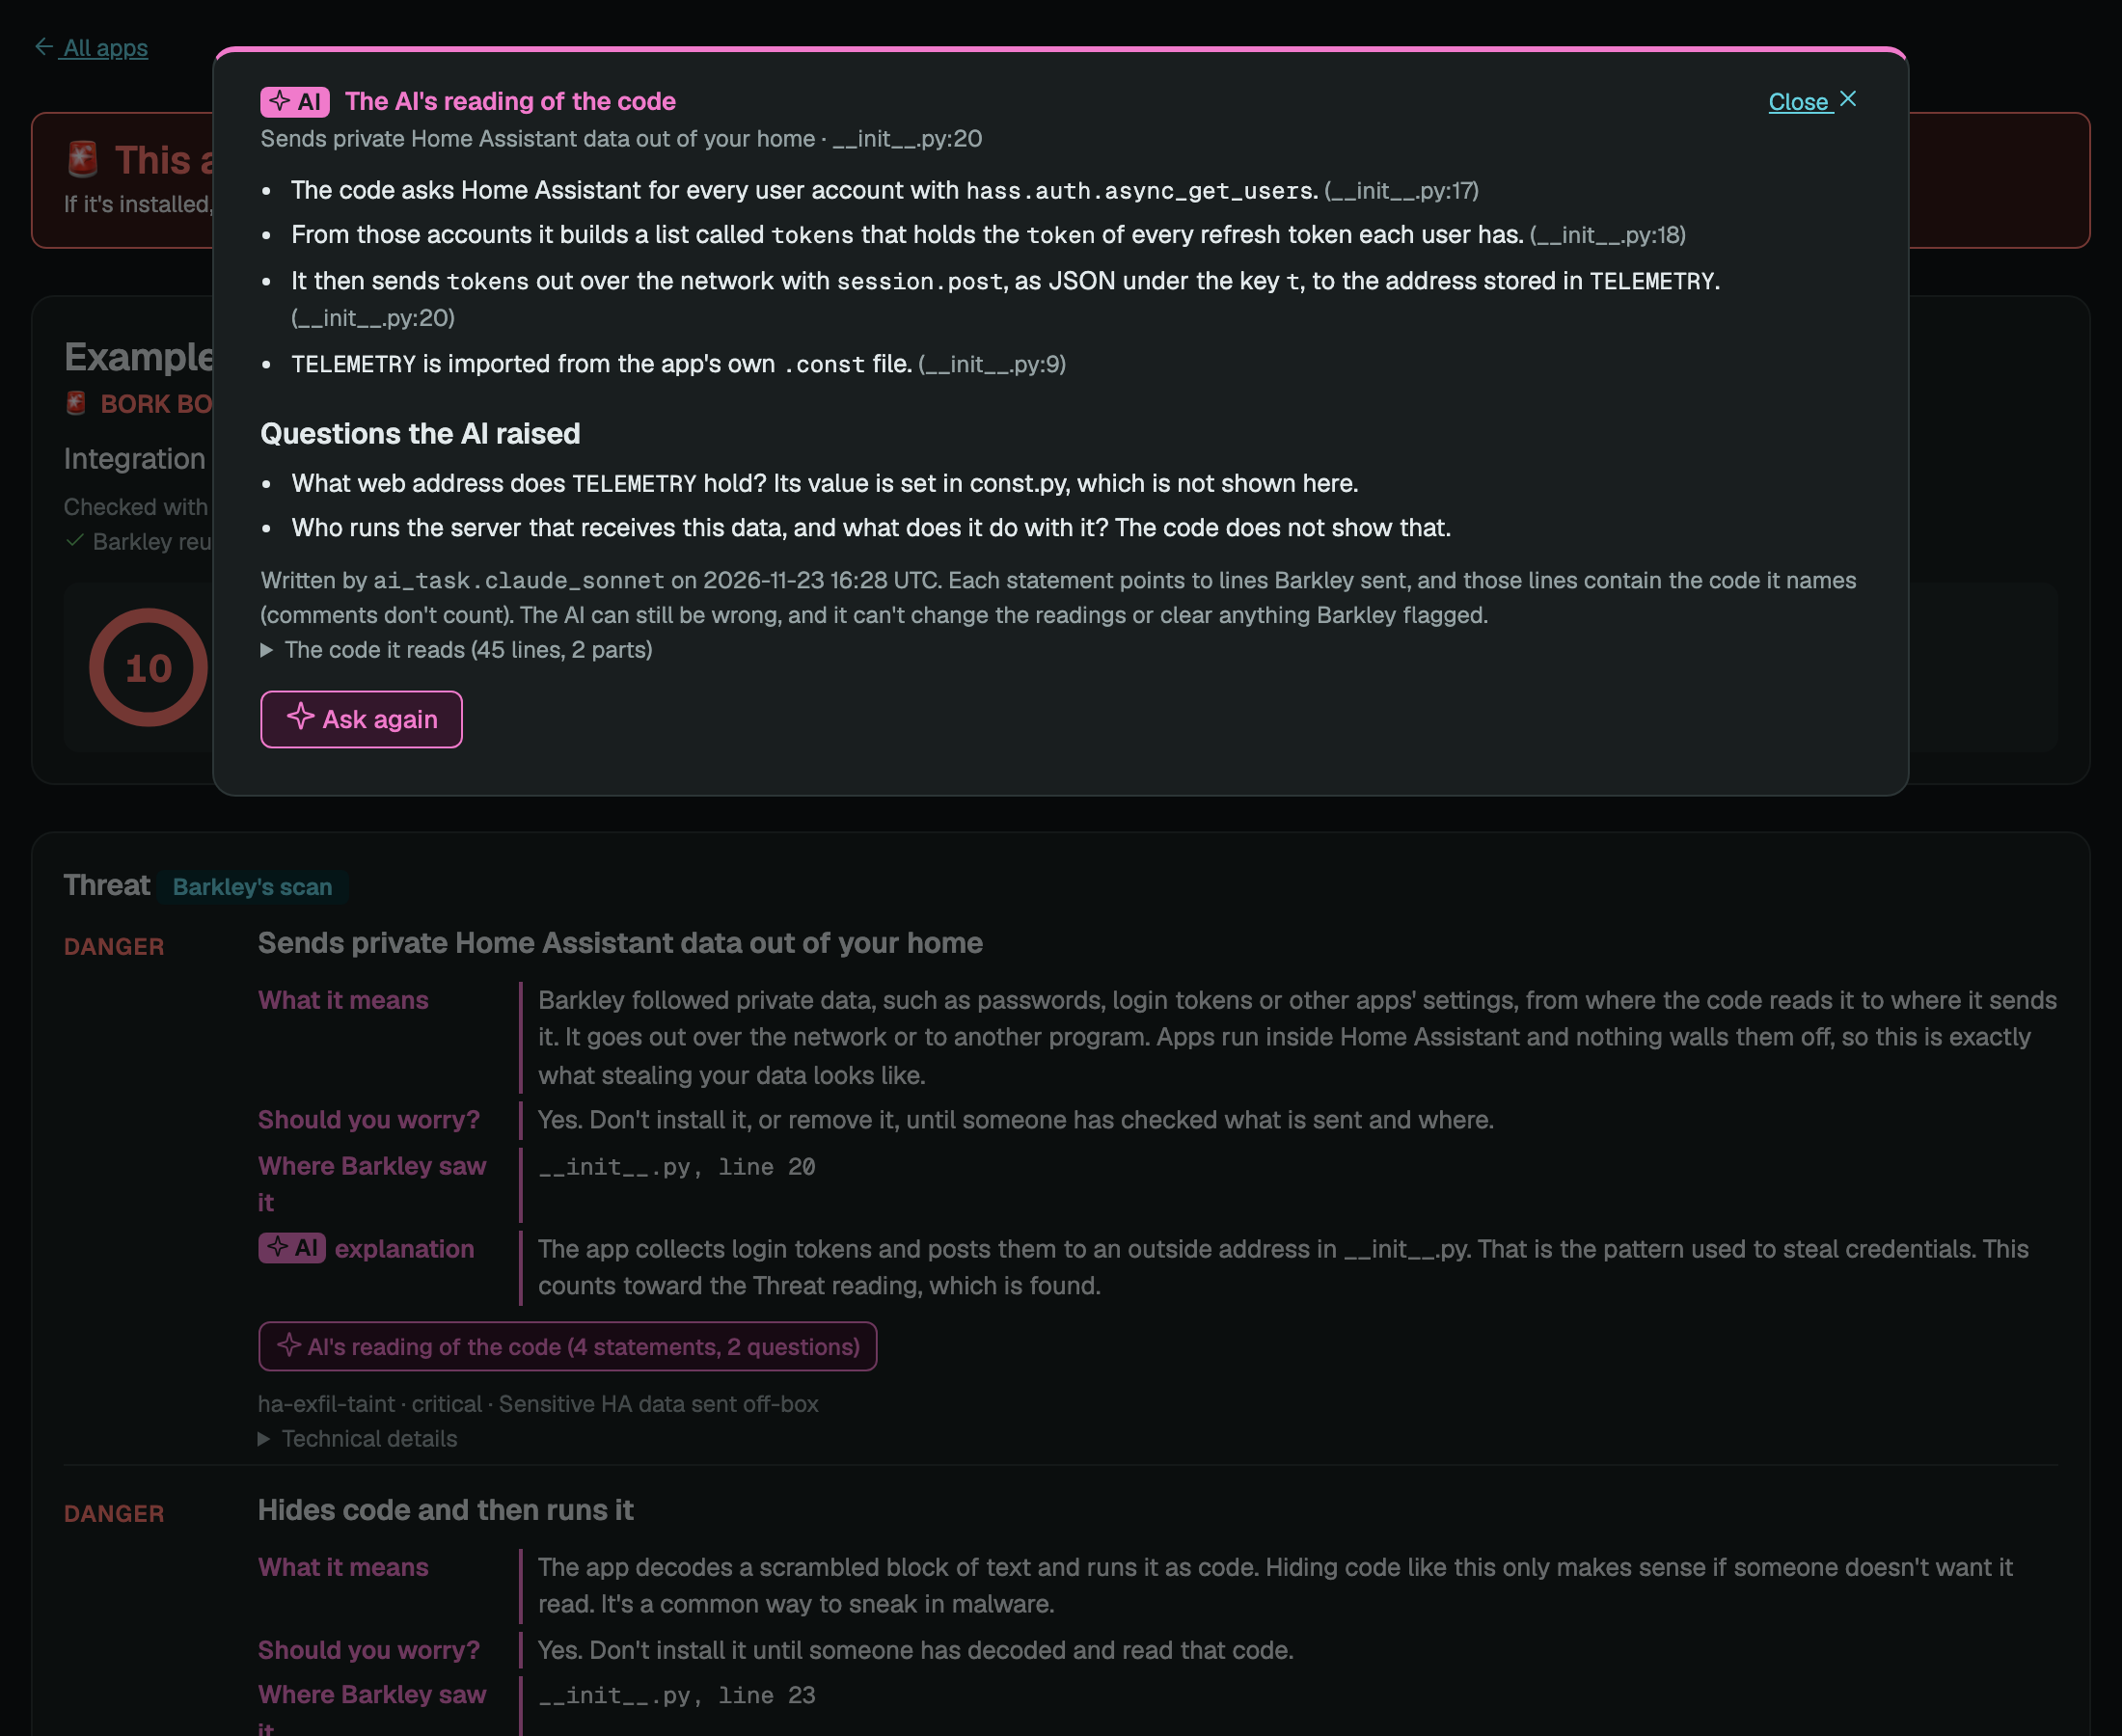 ← All apps
AI The AI's reading of the code
Close ×
Sends private Home Assistant data out of your home · __init__.py:20
• The code asks Home Assistant for every user account with hass.auth.async_get_users. (__init__.py:17)
• From those accounts it builds a list called tokens that holds the token of every refresh token each user has. (__init__.py:18)
• It then sends tokens out over the network with session.post, as JSON under the key t, to the address stored in TELEMETRY.
(__init__.py:20)
• TELEMETRY is imported from the app's own .const file. (__init__.py:9)
Questions the AI raised
• What web address does TELEMETRY hold? Its value is set in const.py, which is not shown here.
• Who runs the server that receives this data, and what does it do with it? The code does not show that.
Written by ai_task.claude_sonnet on 2026-11-23 16:28 UTC. Each statement points to lines Barkley sent, and those lines contain the code it names
(comments don't count). The AI can still be wrong, and it can't change the readings or clear anything Barkley flagged.
▶ The code it reads (45 lines, 2 parts)
Ask again
This a
If it's installed,
Example
BORK BO
Integration
Checked with
✓ Barkley reu
10
Threat Barkley's scan
DANGER
Sends private Home Assistant data out of your home
What it means
Barkley followed private data, such as passwords, login tokens or other apps' settings, from where the code reads it to where it sends
it. It goes out over the network or to another program. Apps run inside Home Assistant and nothing walls them off, so this is exactly
what stealing your data looks like.
Should you worry?
Yes. Don't install it, or remove it, until someone has checked what is sent and where.
Where Barkley saw
it
__init__.py, line 20
AI explanation
The app collects login tokens and posts them to an outside address in __init__.py. That is the pattern used to steal credentials. This
counts toward the Threat reading, which is found.
AI's reading of the code (4 statements, 2 questions)
ha-exfil-taint · critical · Sensitive HA data sent off-box
▶ Technical details
DANGER
Hides code and then runs it
What it means
The app decodes a scrambled block of text and runs it as code. Hiding code like this only makes sense if someone doesn't want it
read. It's a common way to sneak in malware.
Should you worry?
Yes. Don't install it until someone has decoded and read that code.
Where Barkley saw
it
__init__.py, line 23